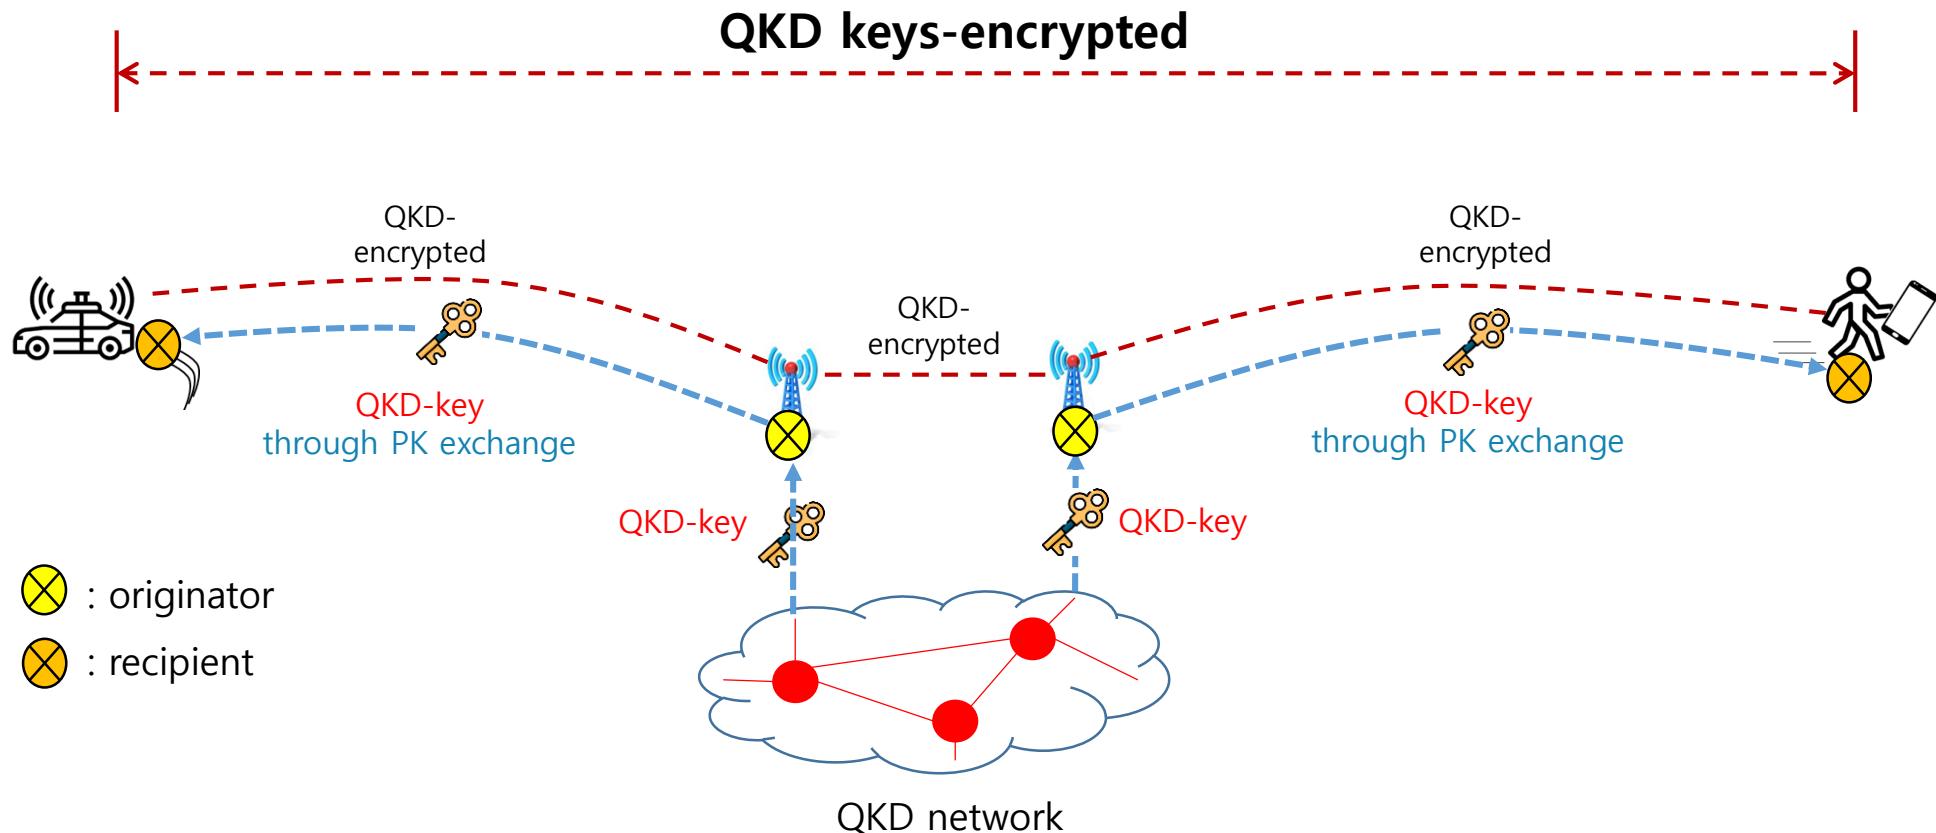 QKD keys-encrypted
QKD-
encrypted
QKD-
encrypted
QKD-
encrypted
QKD-key
through PK exchange
QKD-key
through PK exchange
QKD-key
QKD-key
: originator
: recipient
QKD network